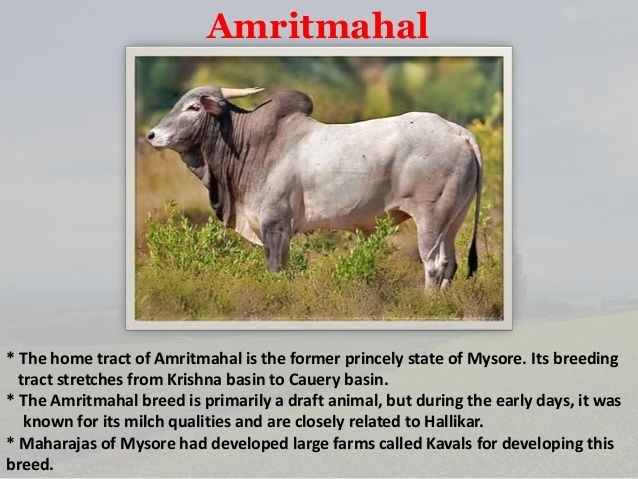 Amritmahal
* The home tract of Amritmahal is the former princely state of Mysore. Its breeding
tract stretches from Krishna basin to Cauery basin.
* The Amritmahal breed is primarily a draft animal, but during the early days, it was
known for its milch qualities and are closely related to Hallikar.
* Maharajas of Mysore had developed large farms called Kavals for developing this
breed.